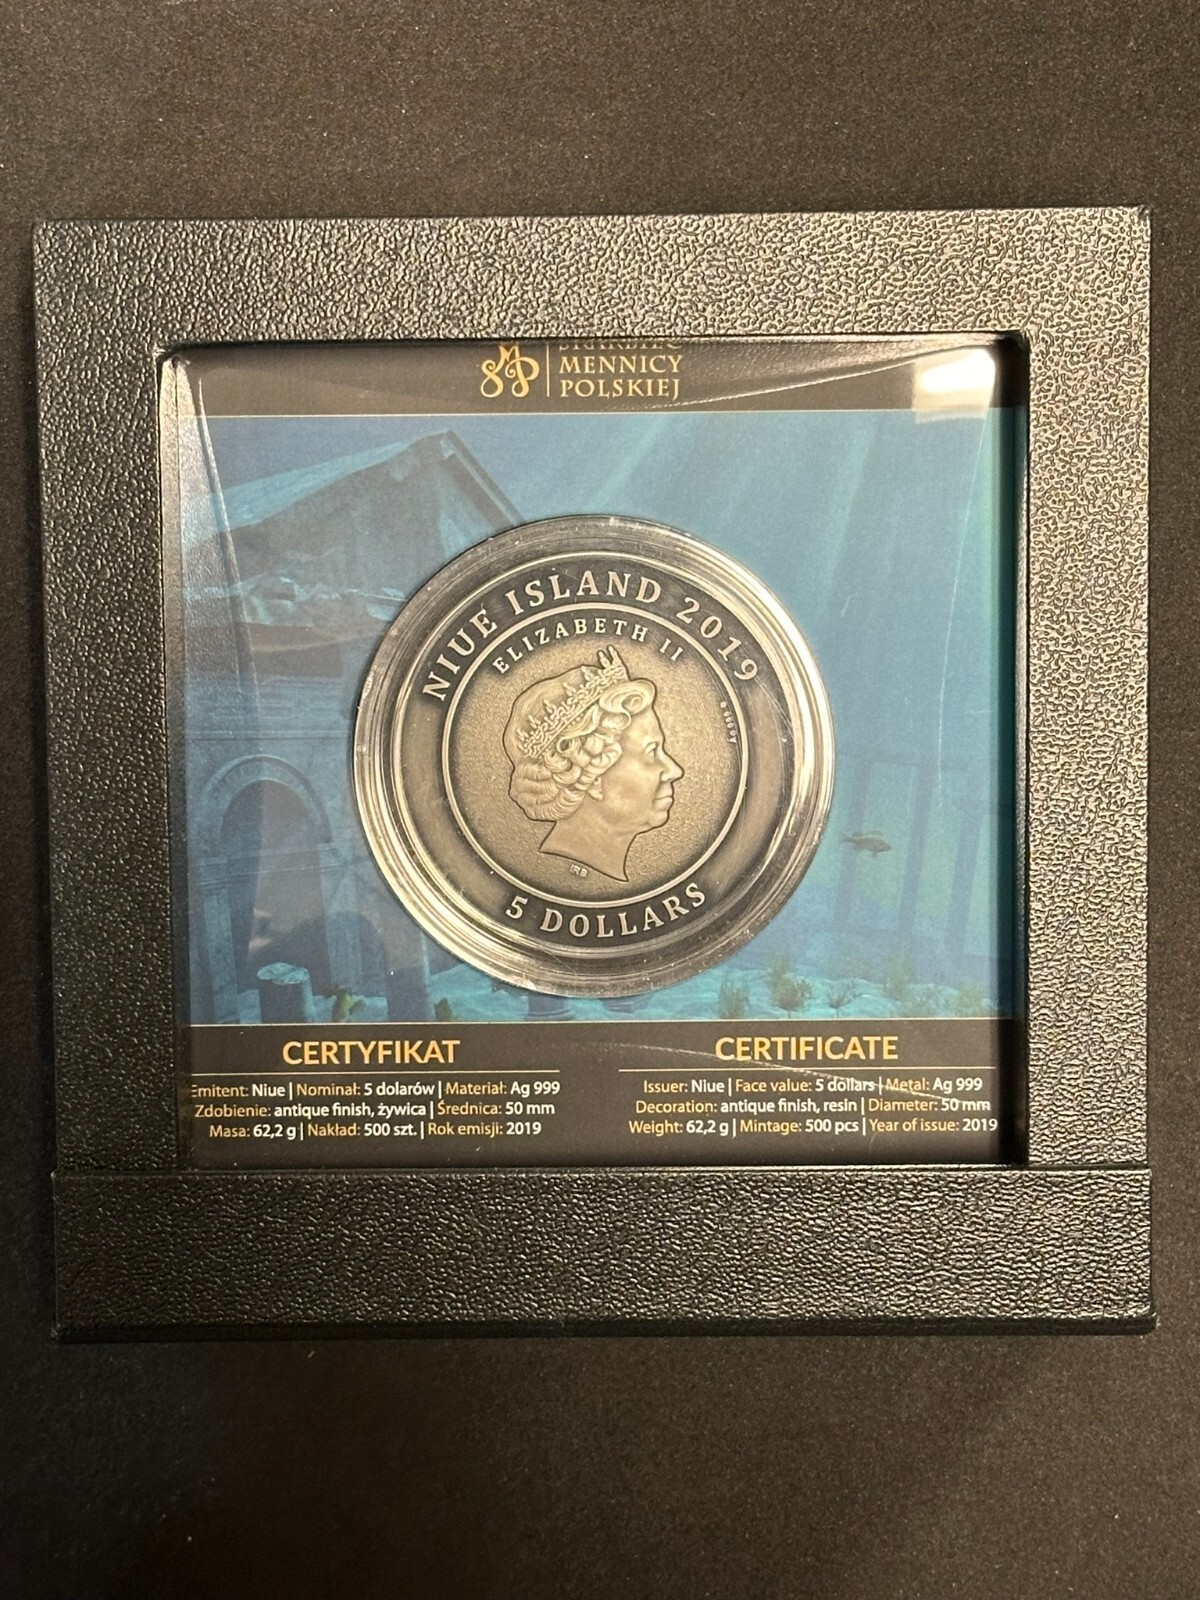 MENNICY
POLSKIEJ
NIUE ISLAND 2019
ELIZABETH II
IRB
5 DOLLARS
CERTYFIKAT
Emitent: Niue | Nominał: 5 dolarów | Materiał: Ag 999
Zdobienie: antique finish, żywica | Średnica: 50 mm
Masa: 62,2 g | Nakład: 500 szt. | Rok emisji: 2019
CERTIFICATE
Issuer: Niue | Face value: 5 dollars | Metal: Ag 999
Decoration: antique finish, resin | Diameter: 50 mm
Weight: 62,2 g | Mintage: 500 pcs | Year of issue: 2019